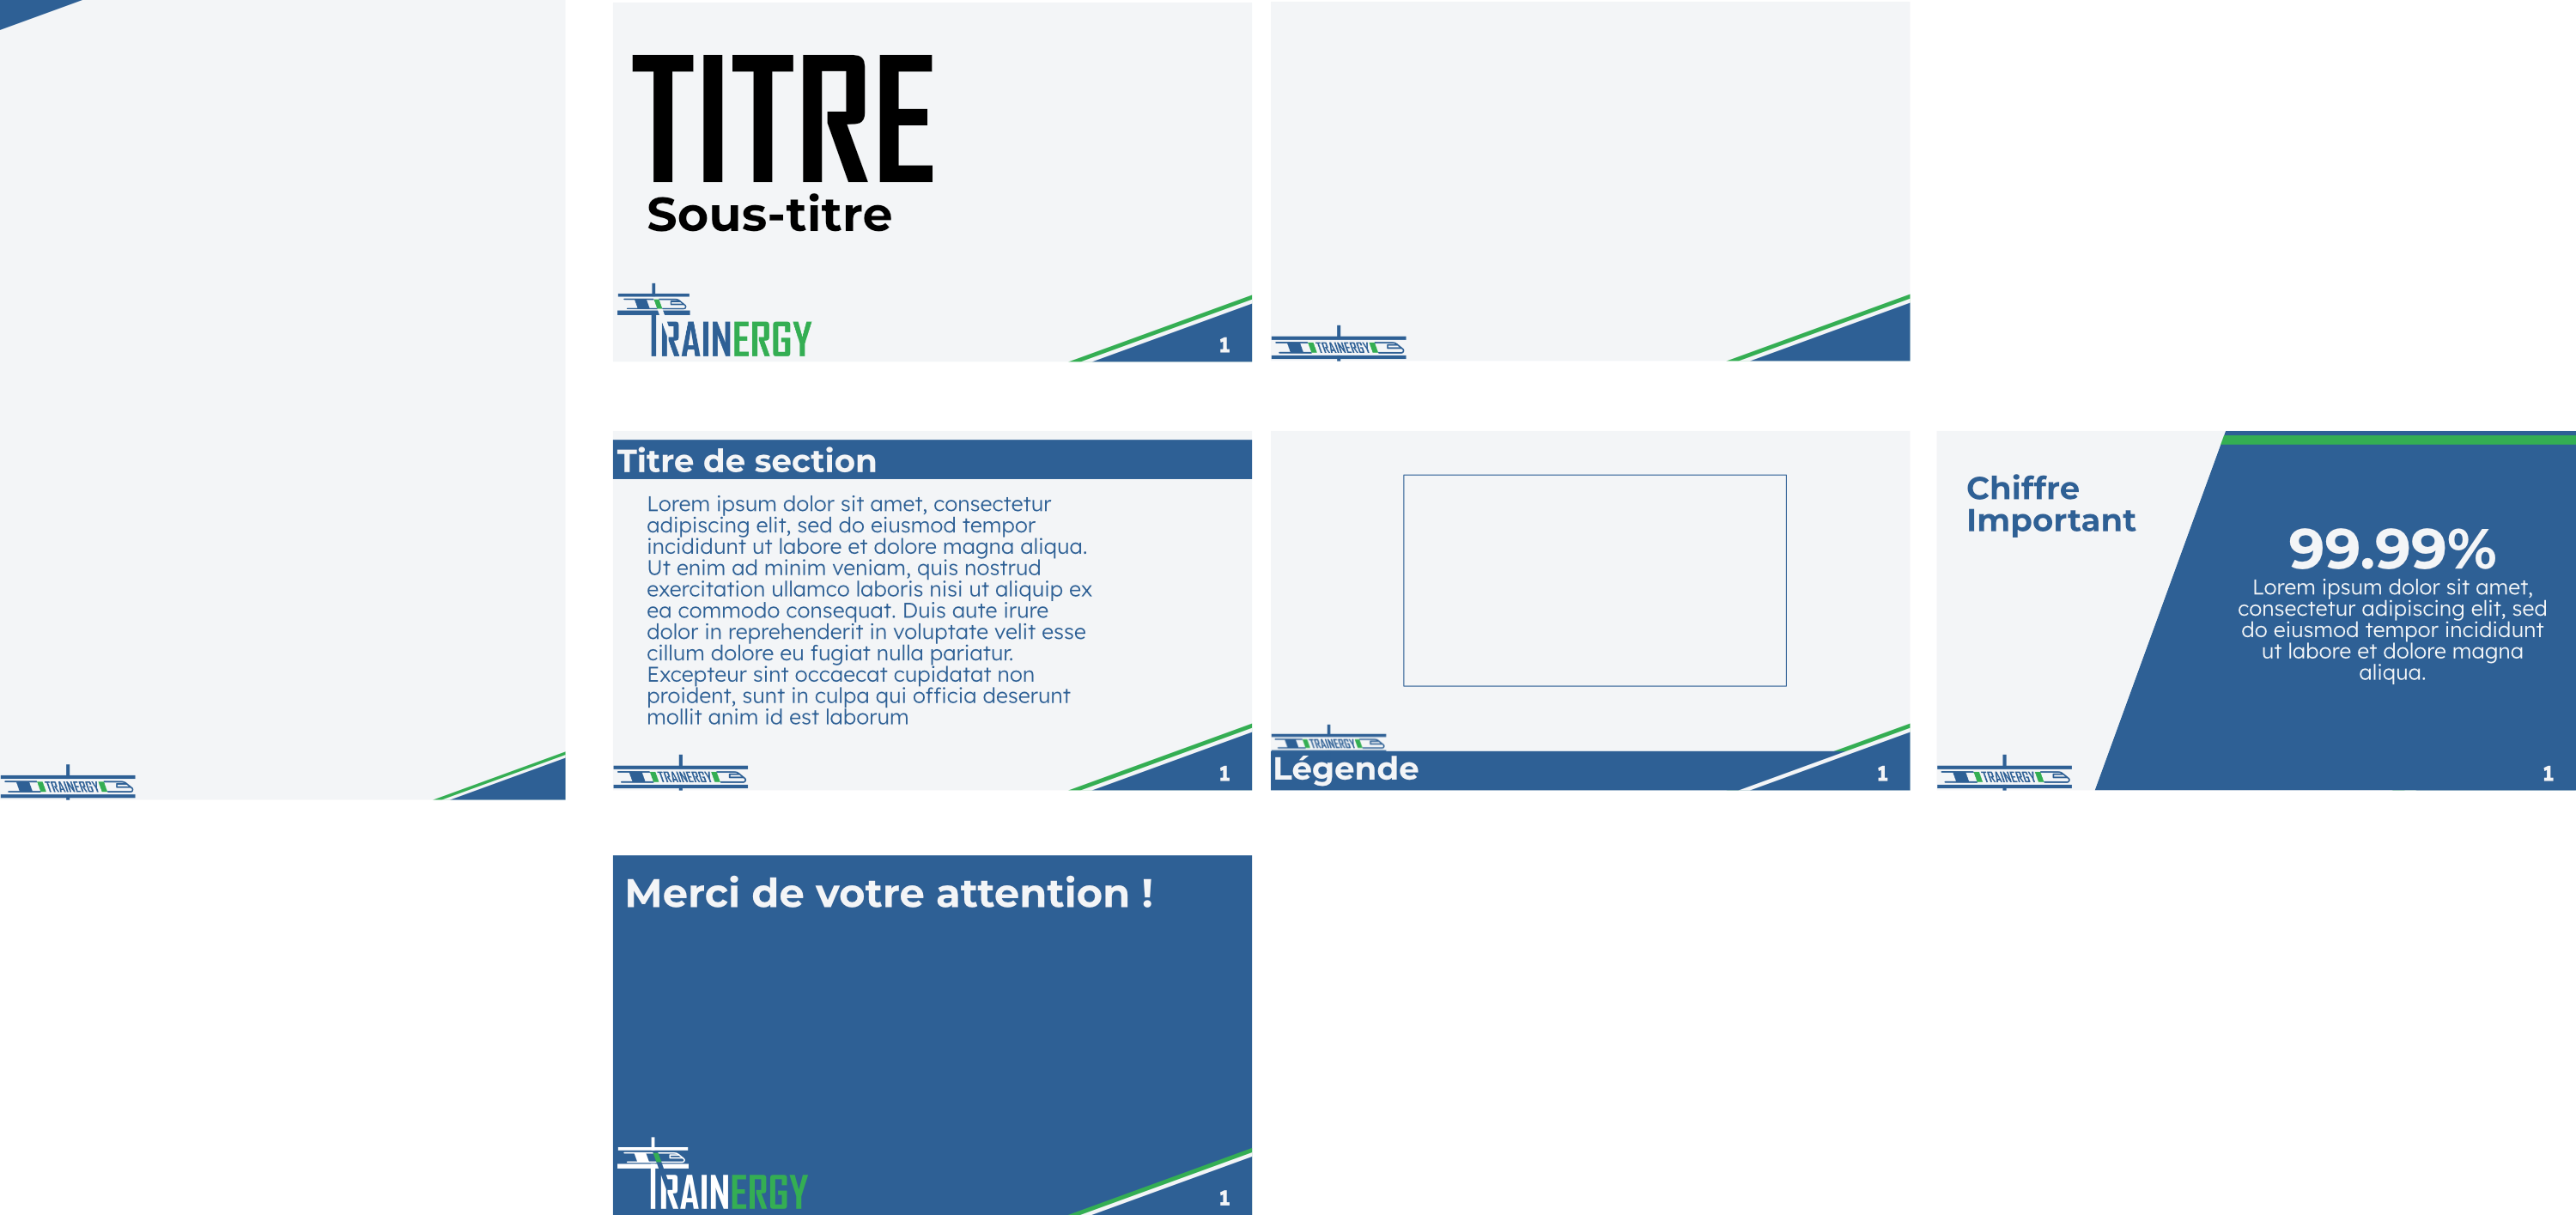 TRAINERGY
TITRE
Sous-titre
TRAINERGY
1
TRAINERGY
Titre de section
Lorem ipsum dolor sit amet, consectetur
adipiscing elit, sed do eiusmod tempor
incididunt ut labore et dolore magna aliqua.
Ut enim ad minim veniam, quis nostrud
exercitation ullamco laboris nisi ut aliquip ex
ea commodo consequat. Duis aute irure
dolor in reprehenderit in voluptate velit esse
cillum dolore eu fugiat nulla pariatur.
Excepteur sint occaecat cupidatat non
proident, sunt in culpa qui officia deserunt
mollit anim id est laborum
TRAINERGY
1
TRAINERGY
Légende
1
Chiffre
Important
99.99%
Lorem ipsum dolor sit amet,
consectetur adipiscing elit, sed
do eiusmod tempor incididunt
ut labore et dolore magna
aliqua.
TRAINERGY
1
Merci de votre attention !
TRAINERGY
1